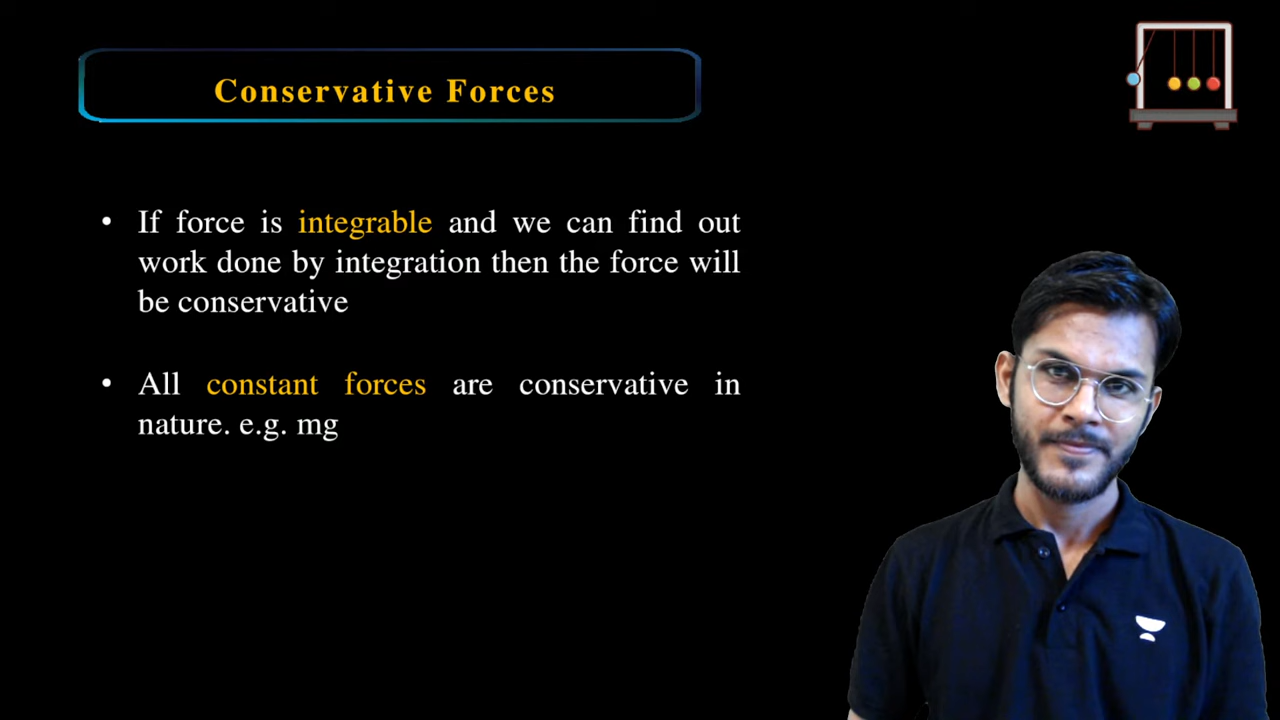 Conservative Forces
• If force is integrable and we can find out
work done by integration then the force will
be conservative
• All constant forces are conservative in
nature. e.g. mg